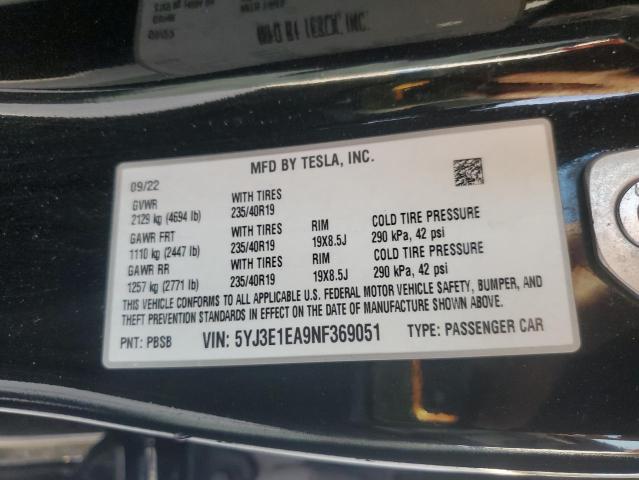 MFD BY TESLA, INC.
09/22
GVWR WITH TIRES
2129 kg (4694 lb) 235/40R19 RIM COLD TIRE PRESSURE
GAWR FRT WITH TIRES 19X8.5J 290 kPa, 42 psi
1110 kg (2447 lb) 235/40R19 RIM COLD TIRE PRESSURE
GAWR RR WITH TIRES 19X8.5J 290 kPa, 42 psi
1257 kg (2771 lb) 235/40R19
THIS VEHICLE CONFORMS TO ALL APPLICABLE U.S. FEDERAL MOTOR VEHICLE SAFETY, BUMPER, AND
THEFT PREVENTION STANDARDS IN EFFECT ON THE DATE OF MANUFACTURE SHOWN ABOVE.
PNT: PBSB VIN: 5YJ3E1EA9NF369051 TYPE: PASSENGER CAR